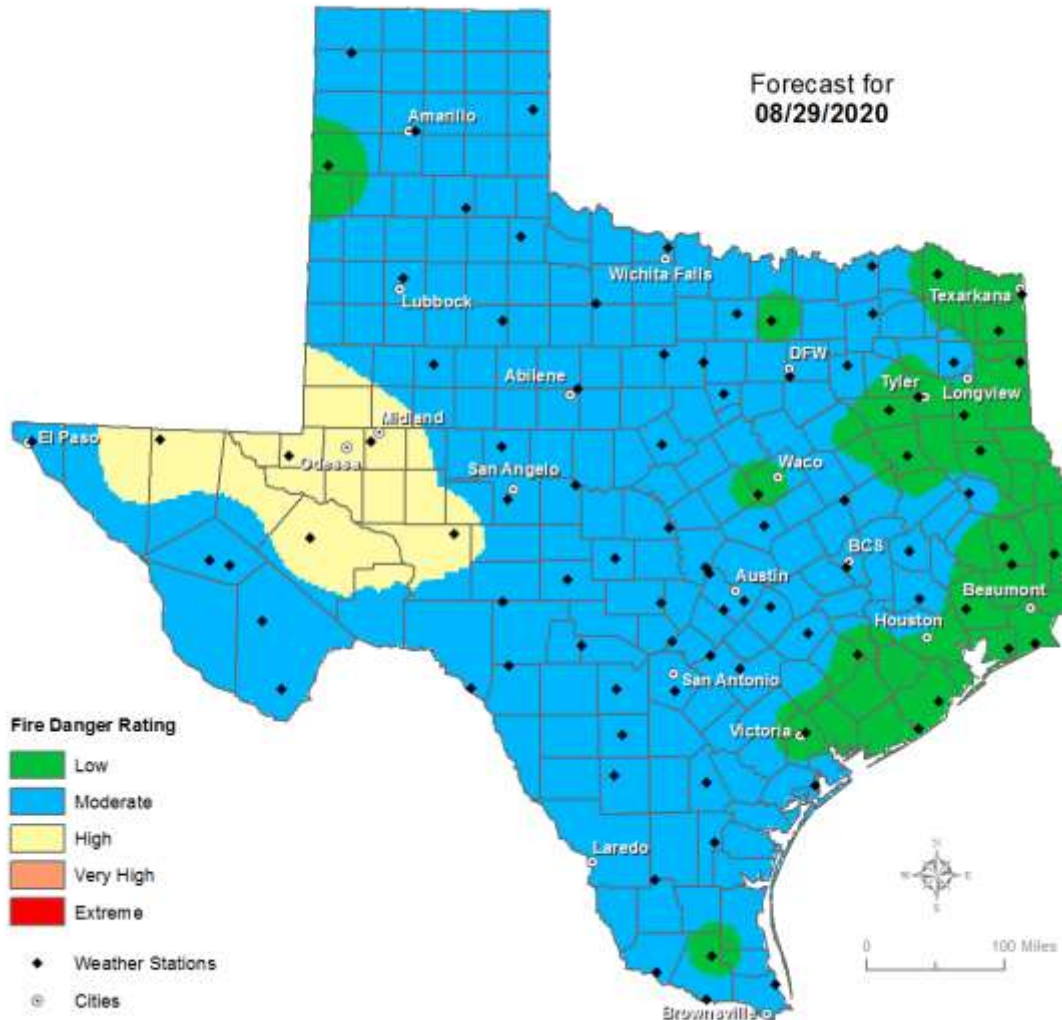 Forecast for
08/29/2020
Amarillo
Wichita Falls
Lubbock
Texarkana
DFW
Abilene
Tyler
Longview
Midland
El Paso
Odessa
San Angelo
Waco
BCS
Austin
Beaumont
Houston
San Antonio
Victoria
Laredo
Brownsville
Fire Danger Rating
Low
Moderate
High
Very High
Extreme
Weather Stations
Cities
N
W E
S
0 100 Miles